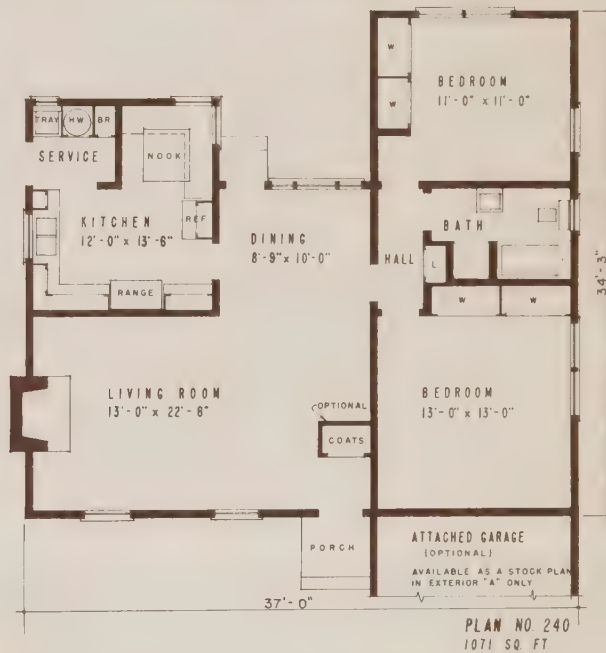 W
BEDROOM
11'-0" x 11'-0"
W
TRAY
HW
BR
SERVICE
NOOK
KITCHEN
12'-0" x 13'-6"
REF
DINING
8'-9" x 10'-0"
BATH
HALL
L
34'-3"
RANGE
W
W
LIVING ROOM
13'-0" x 22'-8"
OPTIONAL
COATS
BEDROOM
13'-0" x 13'-0"
PORCH
ATTACHED GARAGE
(OPTIONAL)
AVAILABLE AS A STOCK PLAN
IN EXTERIOR "A" ONLY
37'-0"
PLAN NO. 240
1071 SQ. FT